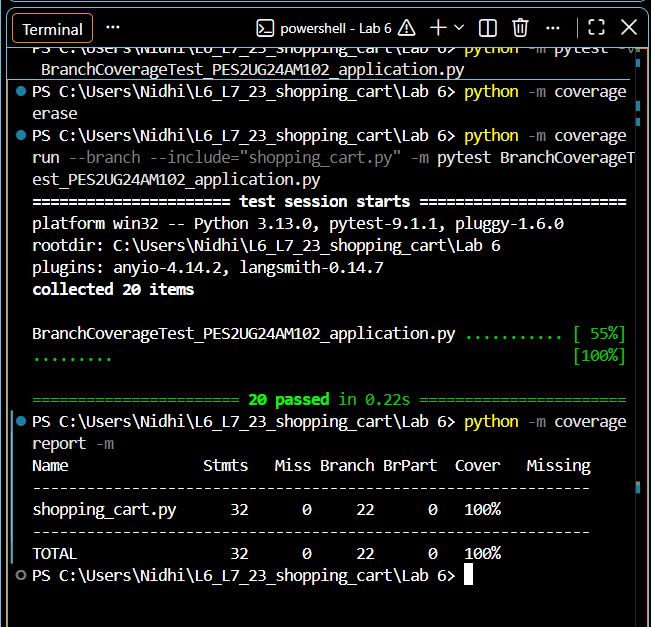 Terminal ... powershell - Lab 6
PS C:\Users\Nidhi\L6_L7_23_shopping_cart\Lab 6> python -m pytest -v
BranchCoverageTest_PES2UG24AM102_application.py
PS C:\Users\Nidhi\L6_L7_23_shopping_cart\Lab 6> python -m coverage
erase
PS C:\Users\Nidhi\L6_L7_23_shopping_cart\Lab 6> python -m coverage
run --branch --include="shopping_cart.py" -m pytest BranchCoverageT
est_PES2UG24AM102_application.py
====================== test session starts =======================
platform win32 -- Python 3.13.0, pytest-9.1.1, pluggy-1.6.0
rootdir: C:\Users\Nidhi\L6_L7_23_shopping_cart\Lab 6
plugins: anyio-4.14.2, langsmith-0.14.7
collected 20 items
BranchCoverageTest_PES2UG24AM102_application.py ........... [ 55%]
......... [100%]
======================= 20 passed in 0.22s =======================
PS C:\Users\Nidhi\L6_L7_23_shopping_cart\Lab 6> python -m coverage
report -m
Name Stmts Miss Branch BrPart Cover Missing
---------------------------------------------------------------
shopping_cart.py 32 0 22 0 100%
---------------------------------------------------------------
TOTAL 32 0 22 0 100%
PS C:\Users\Nidhi\L6_L7_23_shopping_cart\Lab 6>